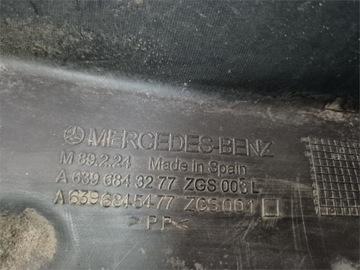 MERCEDES-BENZ
M 89.2.24 Made in Spain
A 639 684 32 77 ZGS 003 L
A 639 684 54 77 ZGS 001
>PP<